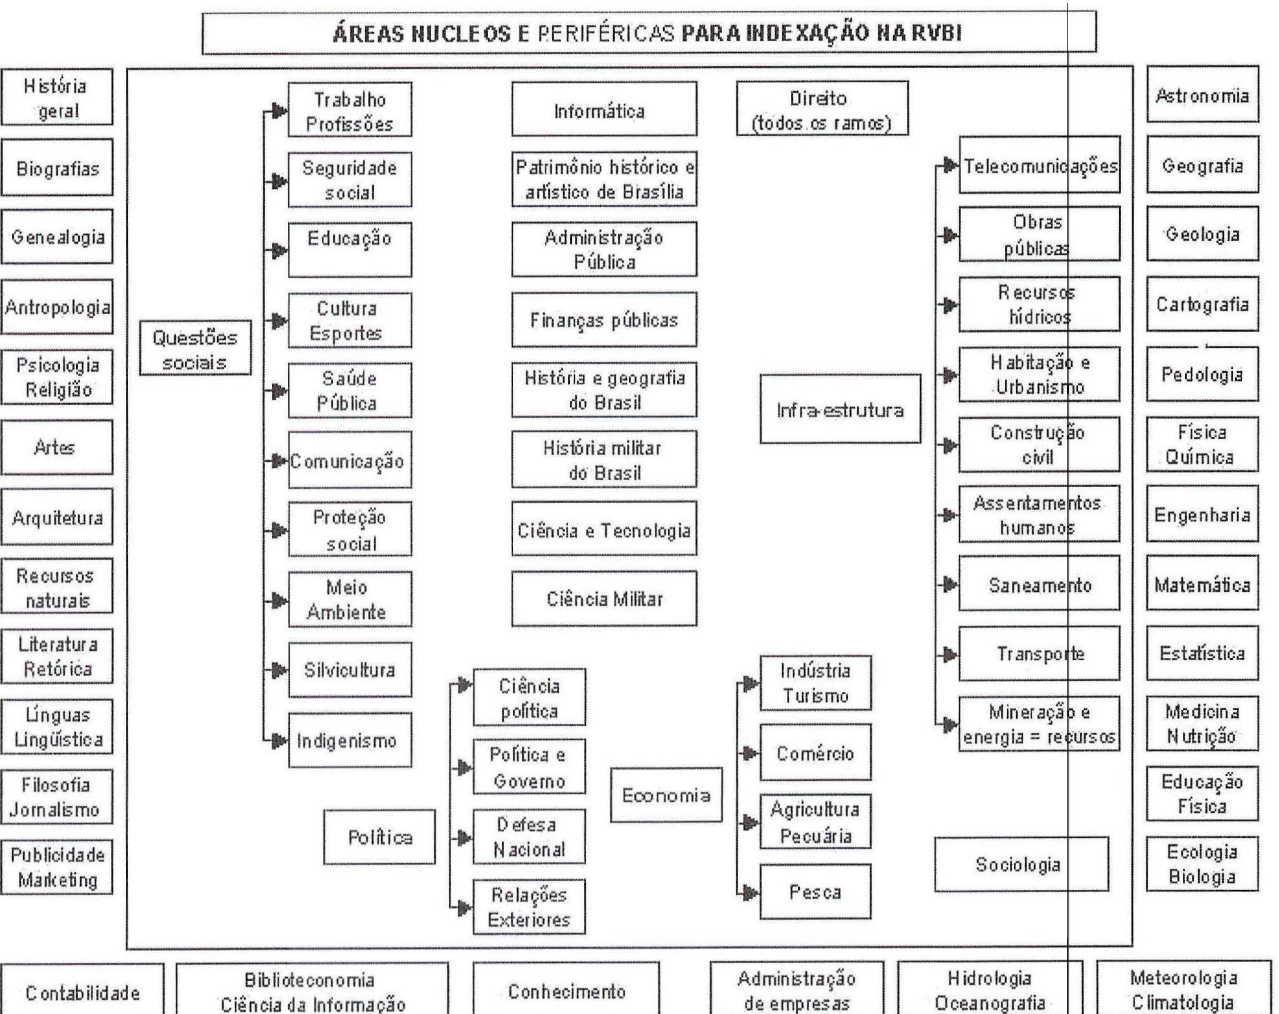 ÁREAS NUCLEOS E PERIFÉRICAS PARA INDEXAÇÃO NA RVBI
História
geral
Biografias
Genealogia
Antropologia
Psicologia
Religião
Artes
Arquitetura
Recursos
naturais
Literatura
Retórica
Línguas
Lingüística
Filosofia
Jornalismo
Publicidade
Marketing
Questões
sociais
Trabalho
Profissões
Seguridade
social
Educação
Cultura
Esportes
Saúde
Pública
Comunicação
Proteção
social
Meio
Ambiente
Silvicultura
Indigenismo
Informática
Patrimônio histórico e
artístico de Brasília
Administração
Pública
Finanças públicas
História e geografia
do Brasil
História militar
do Brasil
Ciência e Tecnologia
Ciência Militar
Direito
(todos os ramos)
Infra-estrutura
Telecomunicações
Obras
públicas
Recursos
hídricos
Habitação e
Urbanismo
Construção
civil
Assentamentos
humanos
Saneamento
Transporte
Mineração e
energia = recursos
Política
Ciência
política
Política e
Governo
Defesa
Nacional
Relações
Exteriores
Economia
Indústria
Turismo
Comércio
Agricultura
Pecuária
Pesca
Sociologia
Astronomia
Geografia
Geologia
Cartografia
Pedologia
Física
Química
Engenharia
Matemática
Estatística
Medicina
Nutrição
Educação
Física
Ecologia
Biologia
Contabilidade
Biblioteconomia
Ciência da Informação
Conhecimento
Administração
de empresas
Hidrologia
Oceanografia
Meteorologia
Climatologia